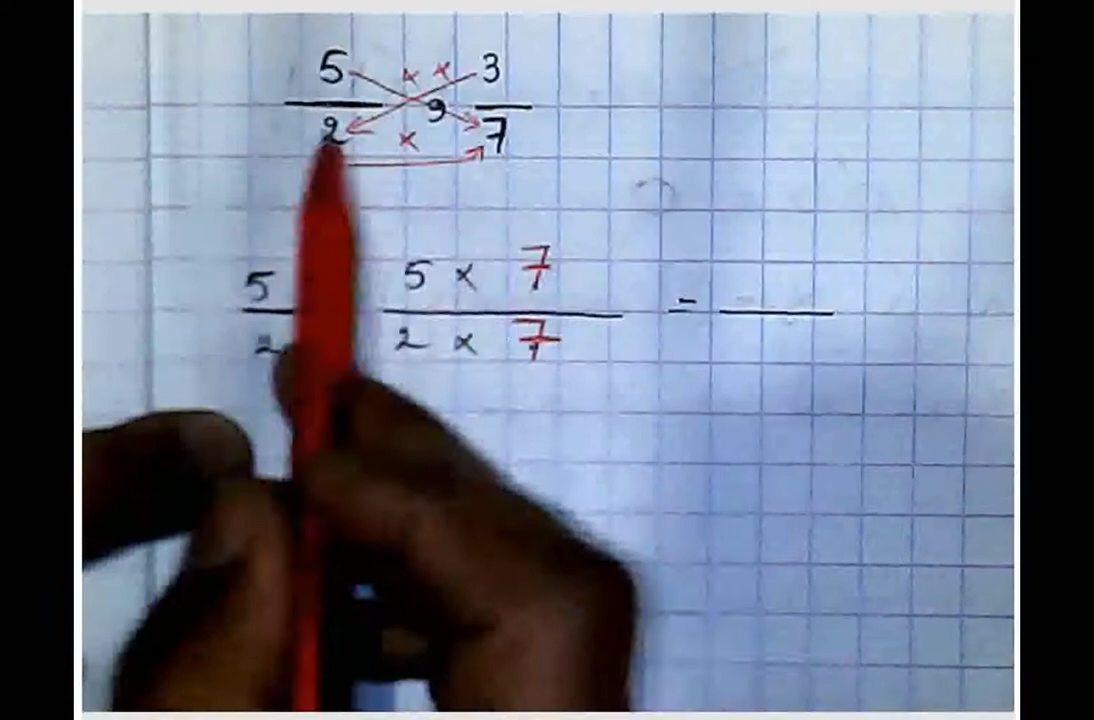 5 × × 3
9
2 × 7
5 5 × 7
= 
2 2 × 7